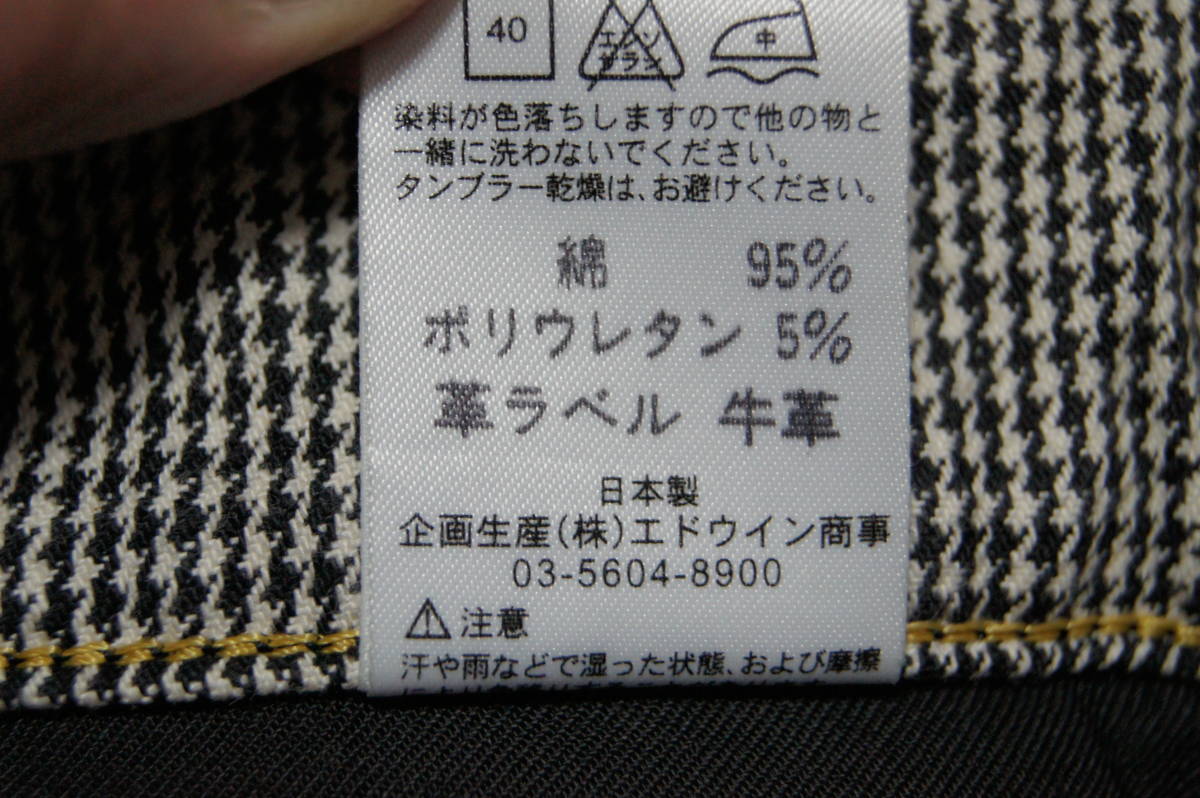 40
エンソ
サラシ
中
染料が色落ちしますので他の物と
一緒に洗わないでください。
タンブラー乾燥は、お避けください。
綿 95%
ポリウレタン 5%
革ラベル 牛革
日本製
企画生産(株)エドウイン商事
03-5604-8900
注意
汗や雨などで湿った状態、および摩擦